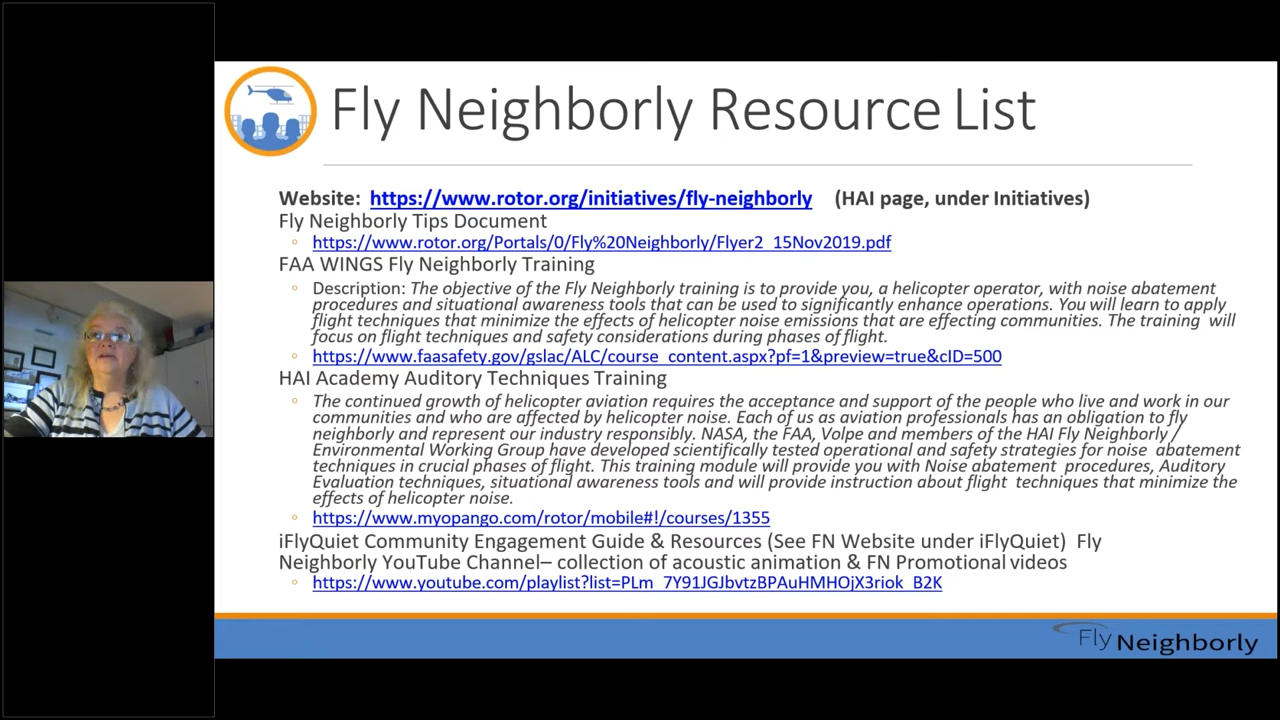 Fly Neighborly Resource List
Website: https://www.rotor.org/initiatives/fly-neighborly (HAI page, under Initiatives)
Fly Neighborly Tips Document
https://www.rotor.org/Portals/0/Fly%20Neighborly/Flyer2_15Nov2019.pdf
FAA WINGS Fly Neighborly Training
Description: The objective of the Fly Neighborly training is to provide you, a helicopter operator, with noise abatement
procedures and situational awareness tools that can be used to significantly enhance operations. You will learn to apply
flight techniques that minimize the effects of helicopter noise emissions that are effecting communities. The training will
focus on flight techniques and safety considerations during phases of flight.
https://www.faasafety.gov/gslac/ALC/course_content.aspx?pf=1&preview=true&cID=500
HAI Academy Auditory Techniques Training
The continued growth of helicopter aviation requires the acceptance and support of the people who live and work in our
communities and who are affected by helicopter noise. Each of us as aviation professionals has an obligation to fly
neighborly and represent our industry responsibly. NASA, the FAA, Volpe and members of the HAI Fly Neighborly /
Environmental Working Group have developed scientifically tested operational and safety strategies for noise abatement
techniques in crucial phases of flight. This training module will provide you with Noise abatement procedures, Auditory
Evaluation techniques, situational awareness tools and will provide instruction about flight techniques that minimize the
effects of helicopter noise.
https://www.myopango.com/rotor/mobile#!/courses/1355
iFlyQuiet Community Engagement Guide & Resources (See FN Website under iFlyQuiet) Fly
Neighborly YouTube Channel– collection of acoustic animation & FN Promotional videos
https://www.youtube.com/playlist?list=PLm_7Y91JGJbvtzBPAuHMHOjX3riok_B2K
Fly Neighborly